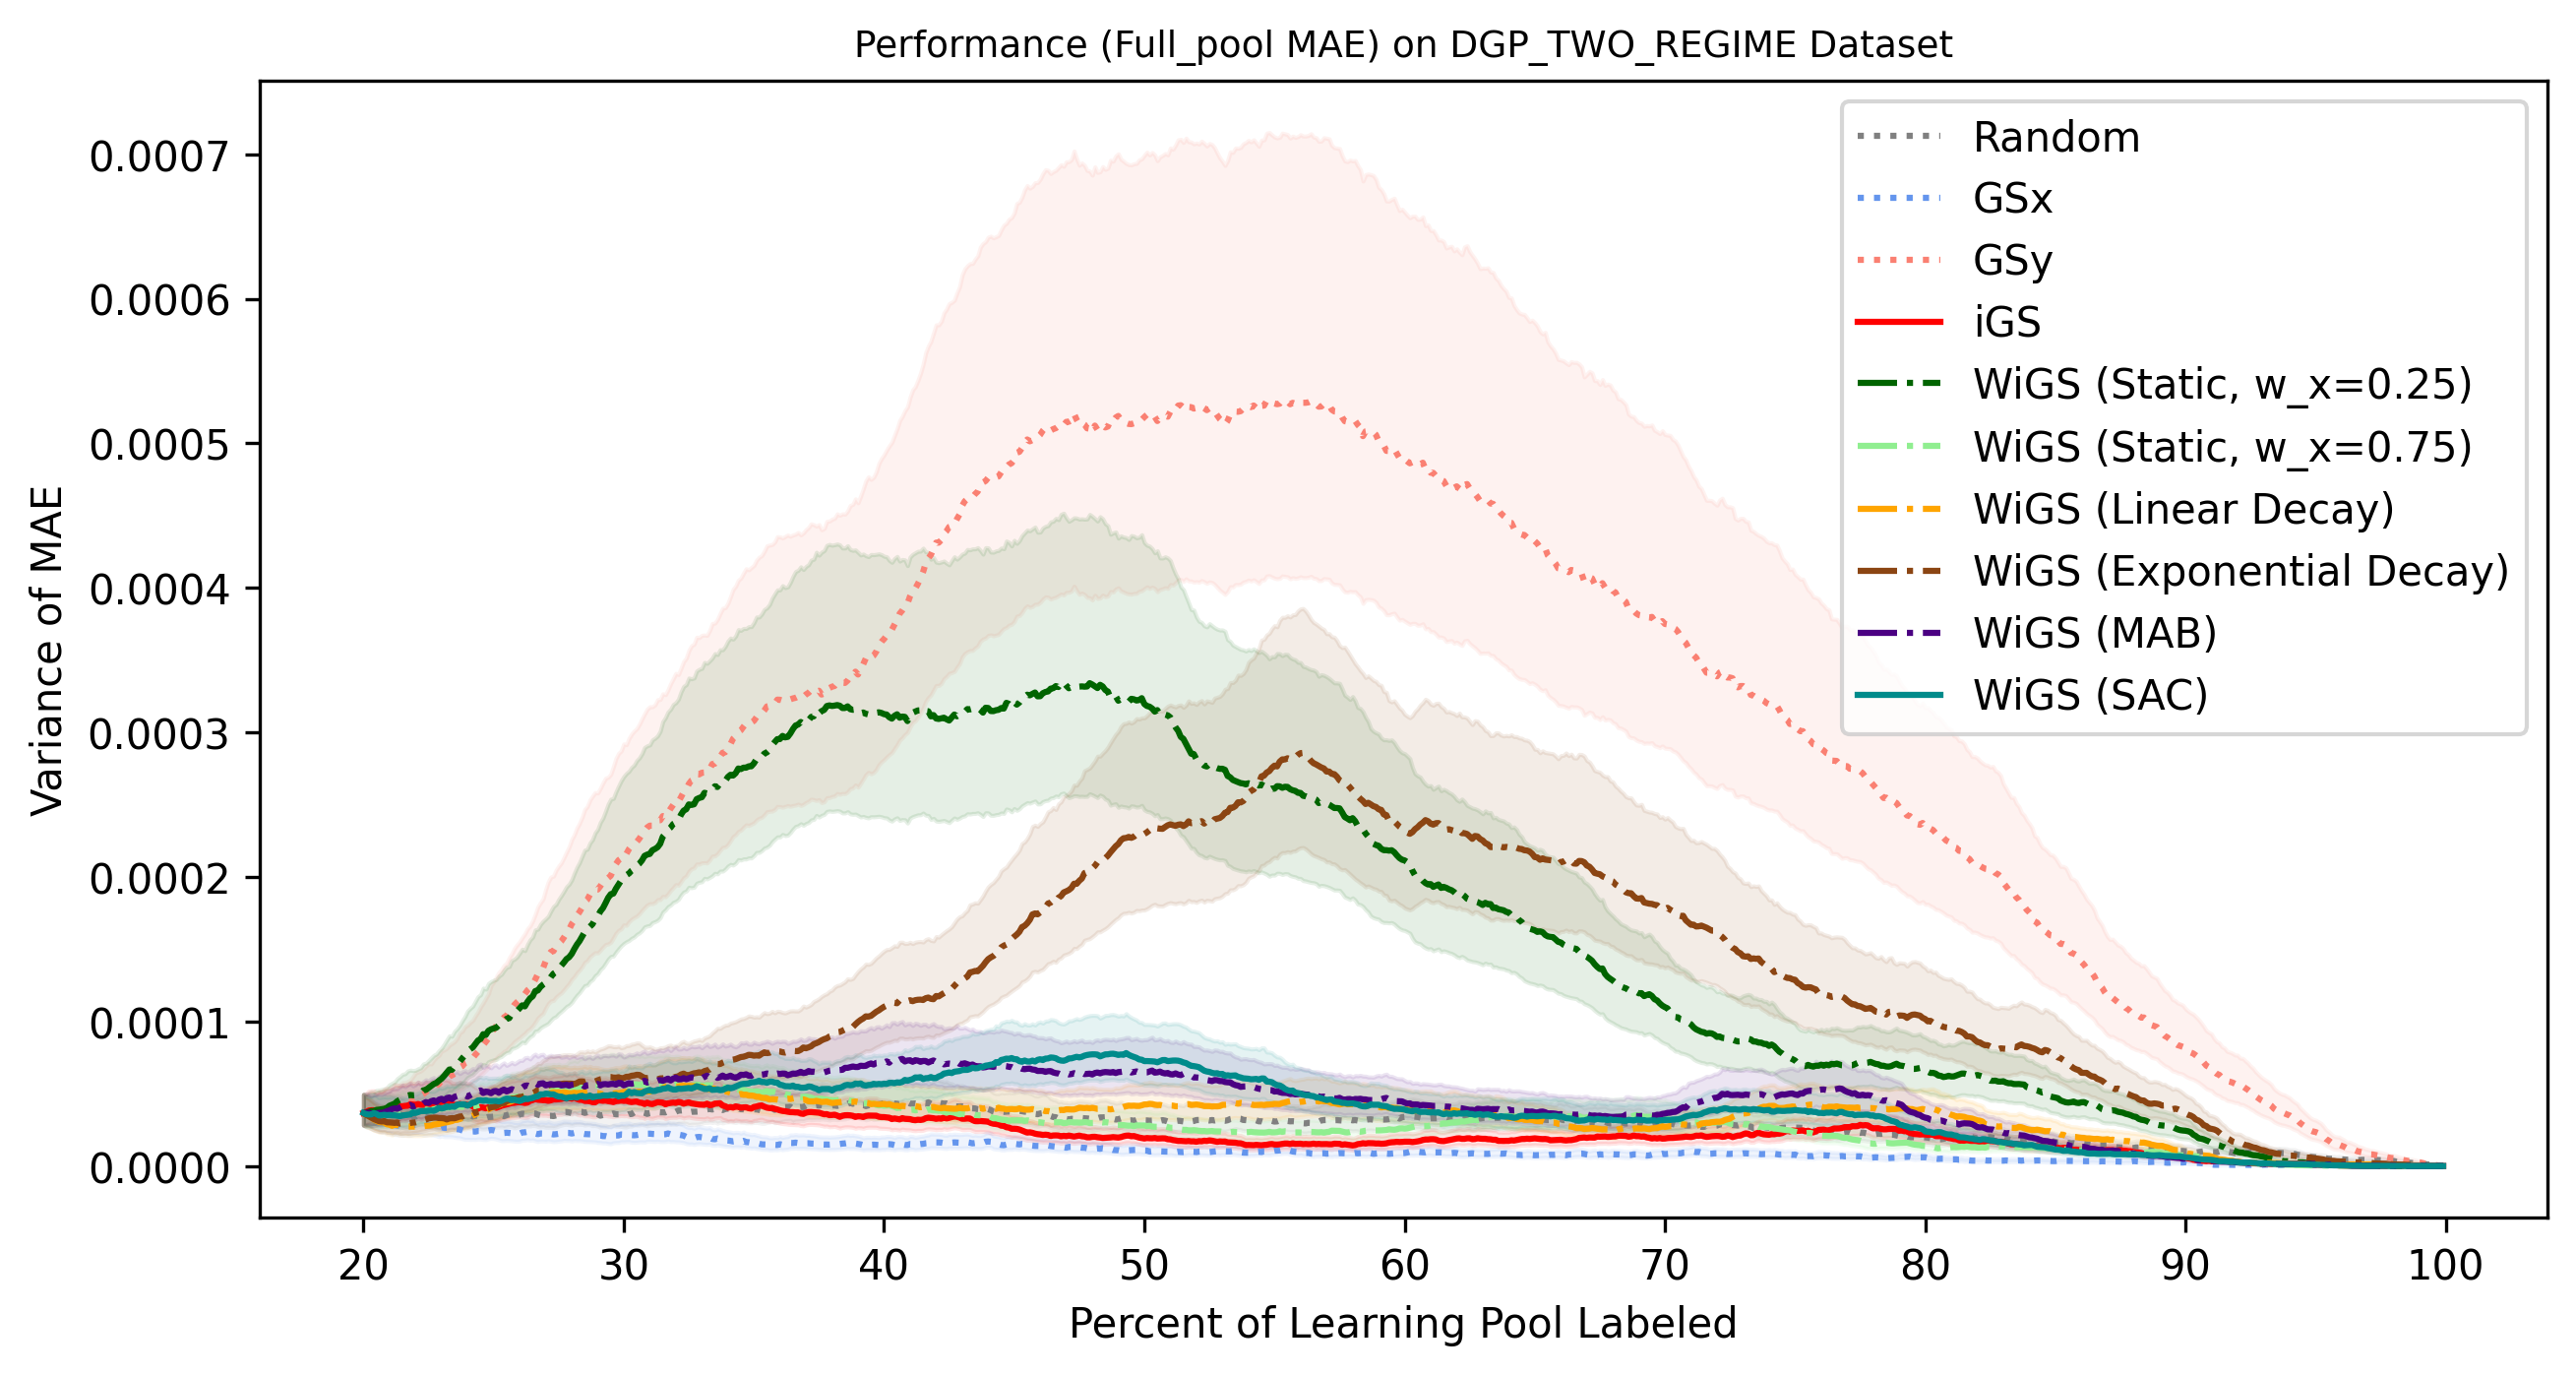 Performance (Full_pool MAE) on DGP_TWO_REGIME Dataset
Variance of MAE
0.0007
0.0006
0.0005
0.0004
0.0003
0.0002
0.0001
0.0000
Random
GSx
GSy
iGS
WiGS (Static, w_x=0.25)
WiGS (Static, w_x=0.75)
WiGS (Linear Decay)
WiGS (Exponential Decay)
WiGS (MAB)
WiGS (SAC)
20 30 40 50 60 70 80 90 100
Percent of Learning Pool Labeled